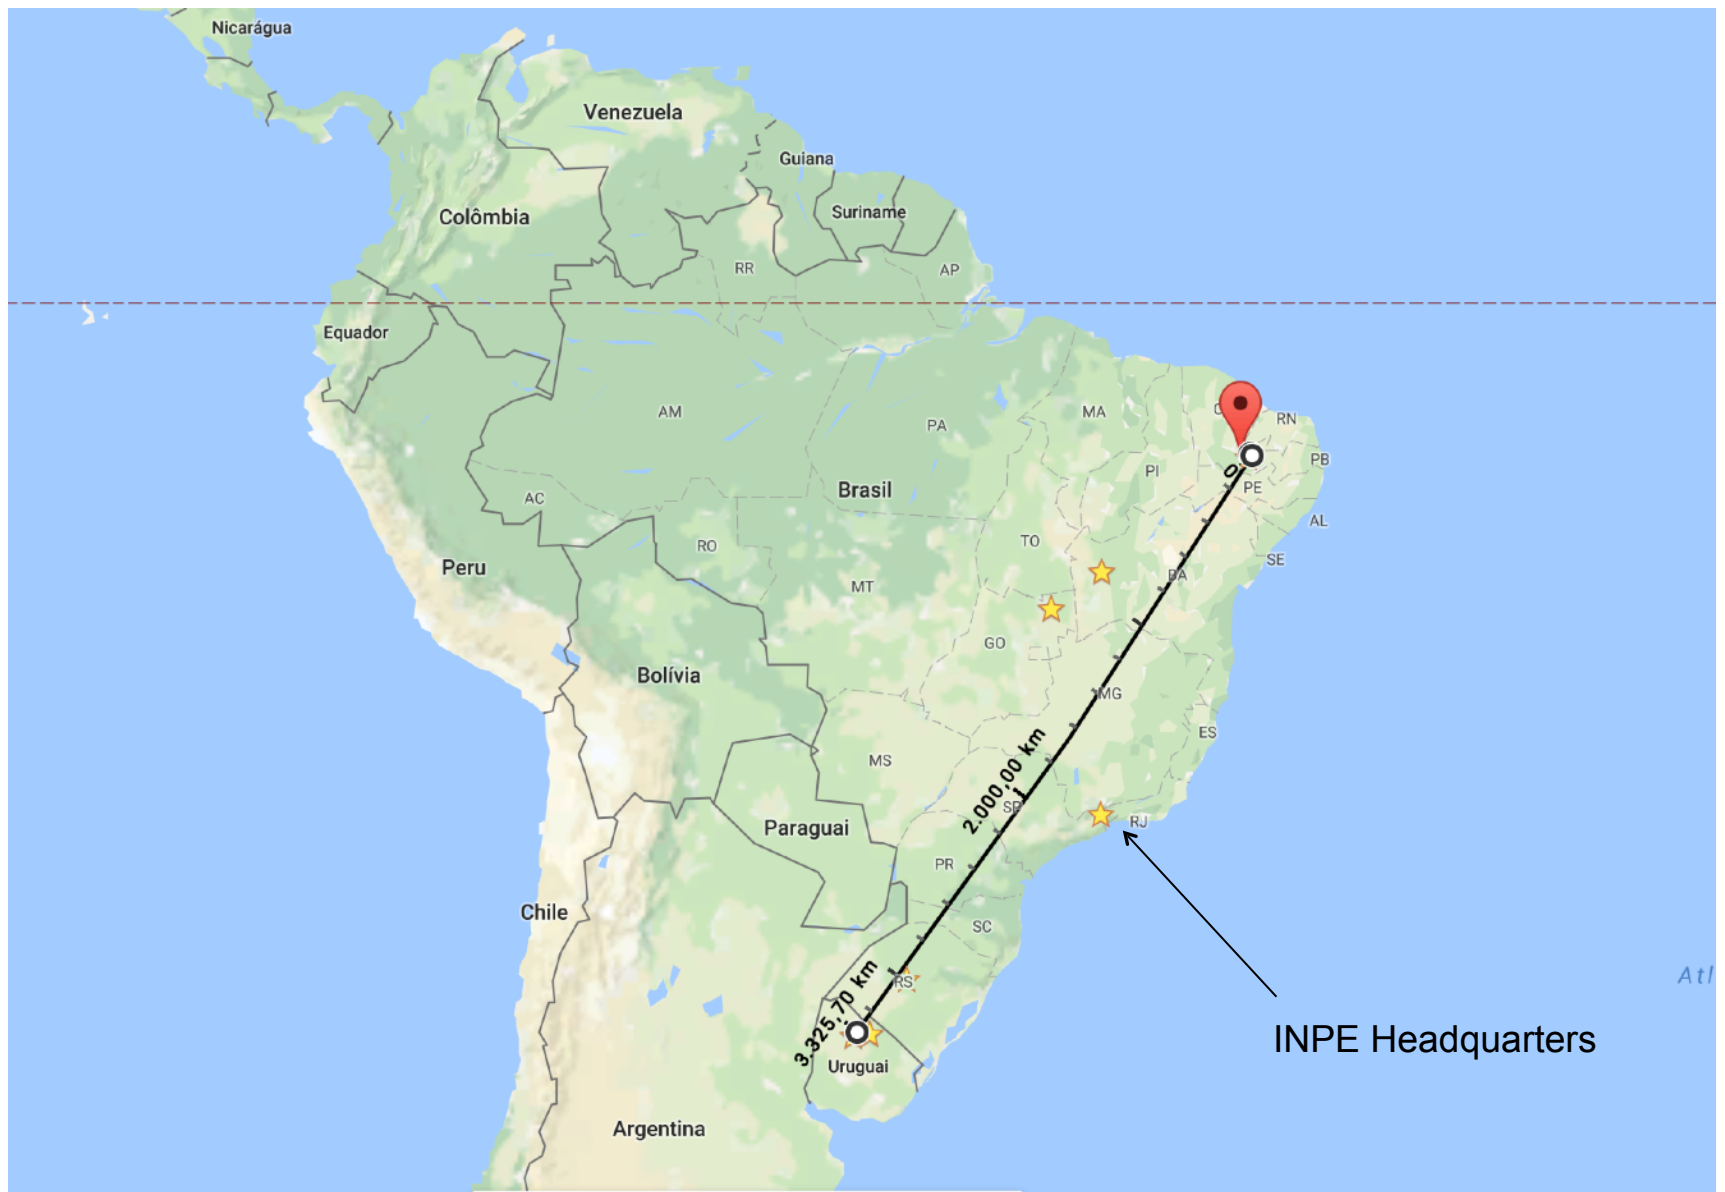 Nicarágua
Venezuela
Guiana
Suriname
Colômbia
RR
AP
Equador
AM
PA
MA
RN
PI
PB
PE
Brasil
AC
AL
TO
RO
SE
Peru
BA
MT
GO
Bolívia
MG
ES
MS
2.000,00 km
SP
RJ
Paraguai
PR
Chile
SC
Atl
RS
3.325,70 km
INPE Headquarters
Uruguai
Argentina
0